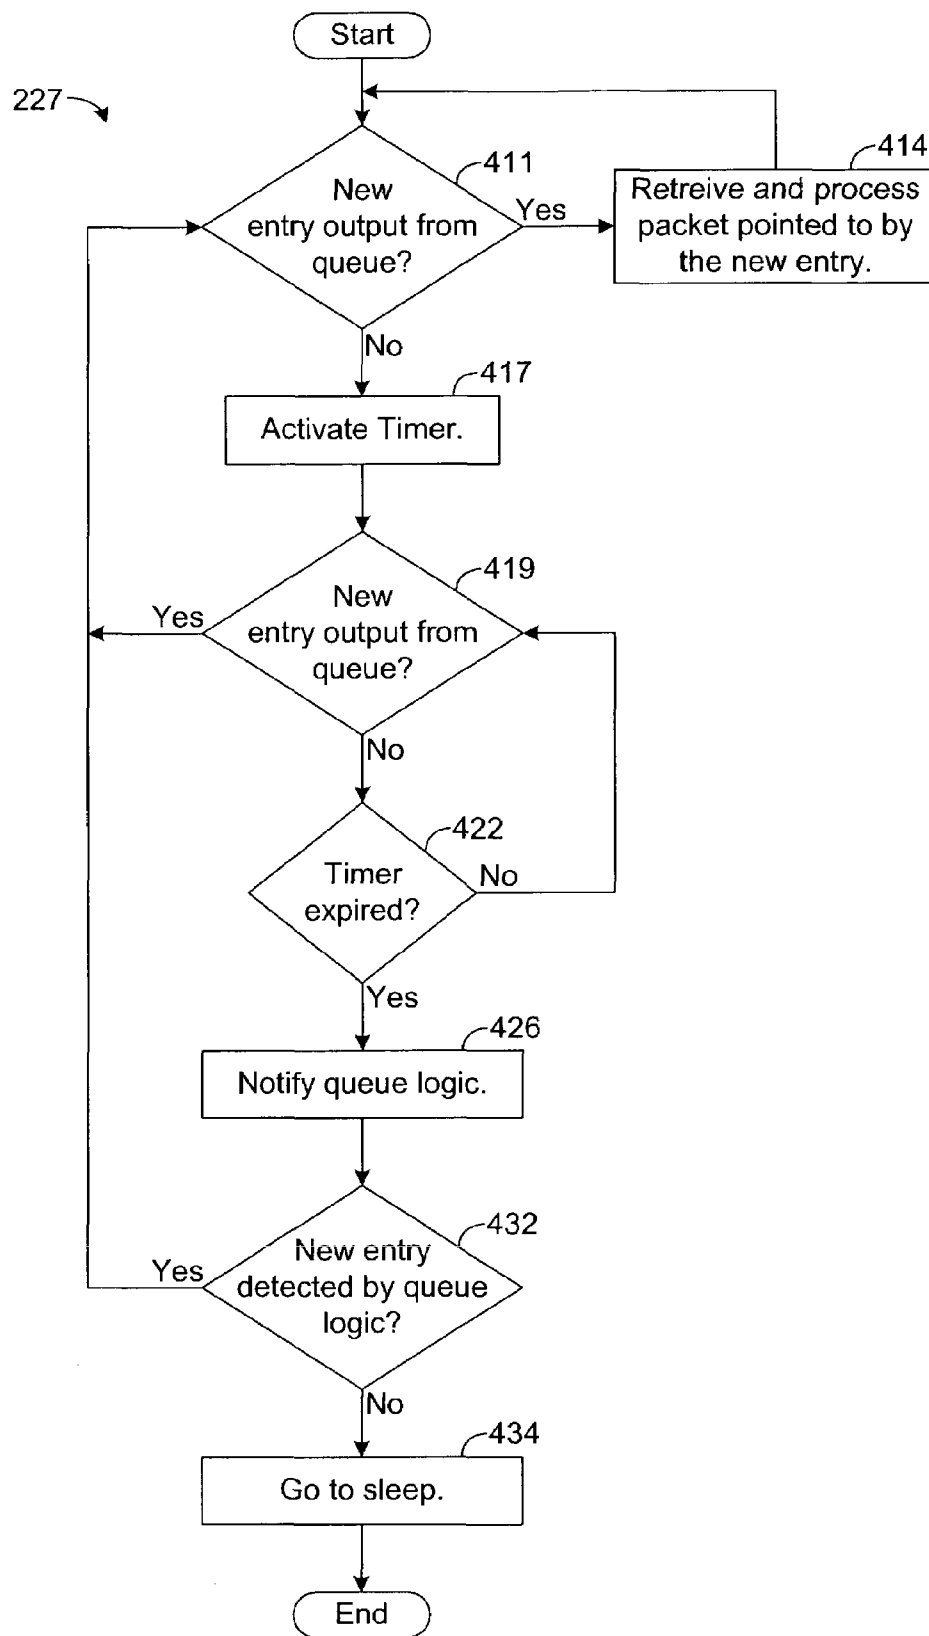 Start
227
411
New
entry output from
queue?
Yes
414
Retreive and process
packet pointed to by
the new entry.
No
417
Activate Timer.
419
New
entry output from
queue?
Yes
No
422
Timer
expired?
No
Yes
426
Notify queue logic.
432
New entry
detected by queue
logic?
Yes
No
434
Go to sleep.
End